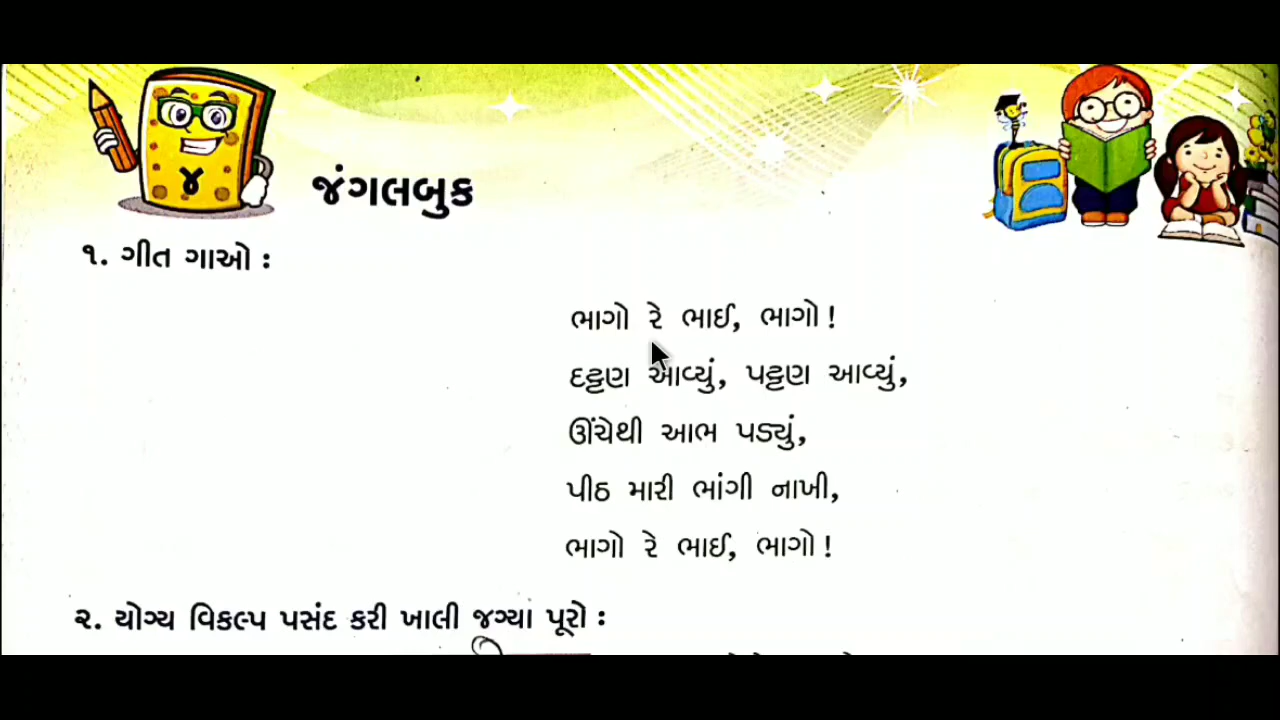 ૪
જંગલબુક
૧. ગીત ગાઓ :
ભાગો રે ભાઈ, ભાગો !
દટ્ટણ આવ્યું, પટ્ટણ આવ્યું,
ઊંચેથી આભ પડ્યું,
પીઠ મારી ભાંગી નાખી,
ભાગો રે ભાઈ, ભાગો !
૨. યોગ્ય વિકલ્પ પસંદ કરી ખાલી જગ્યા પૂરો :